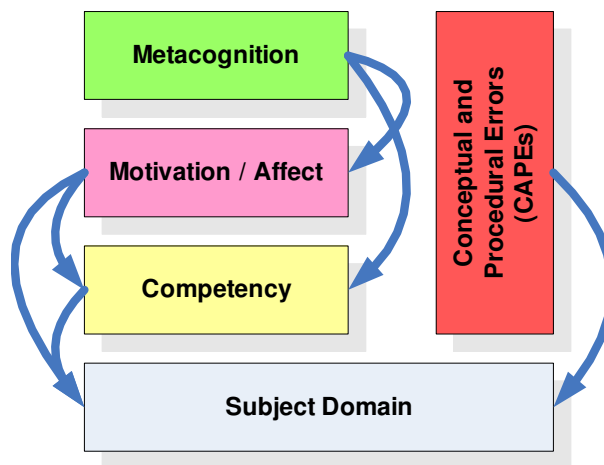 Metacognition
Motivation / Affect
Competency
Conceptual and
Procedural Errors
(CAPEs)
Subject Domain